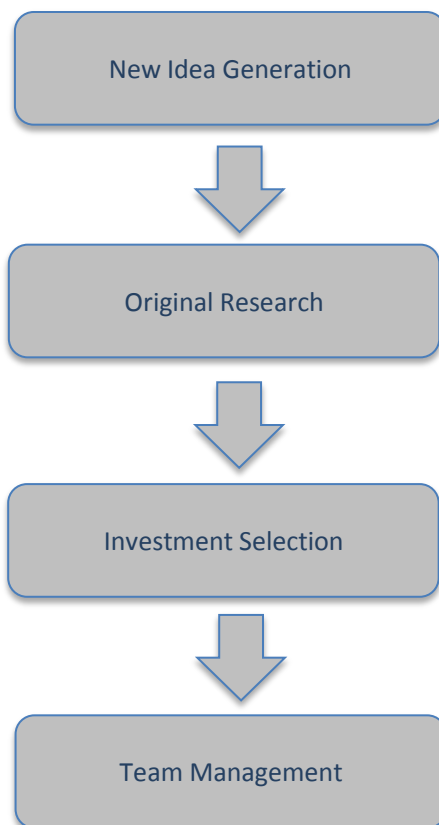 New Idea Generation
Original Research
Investment Selection
Team Management